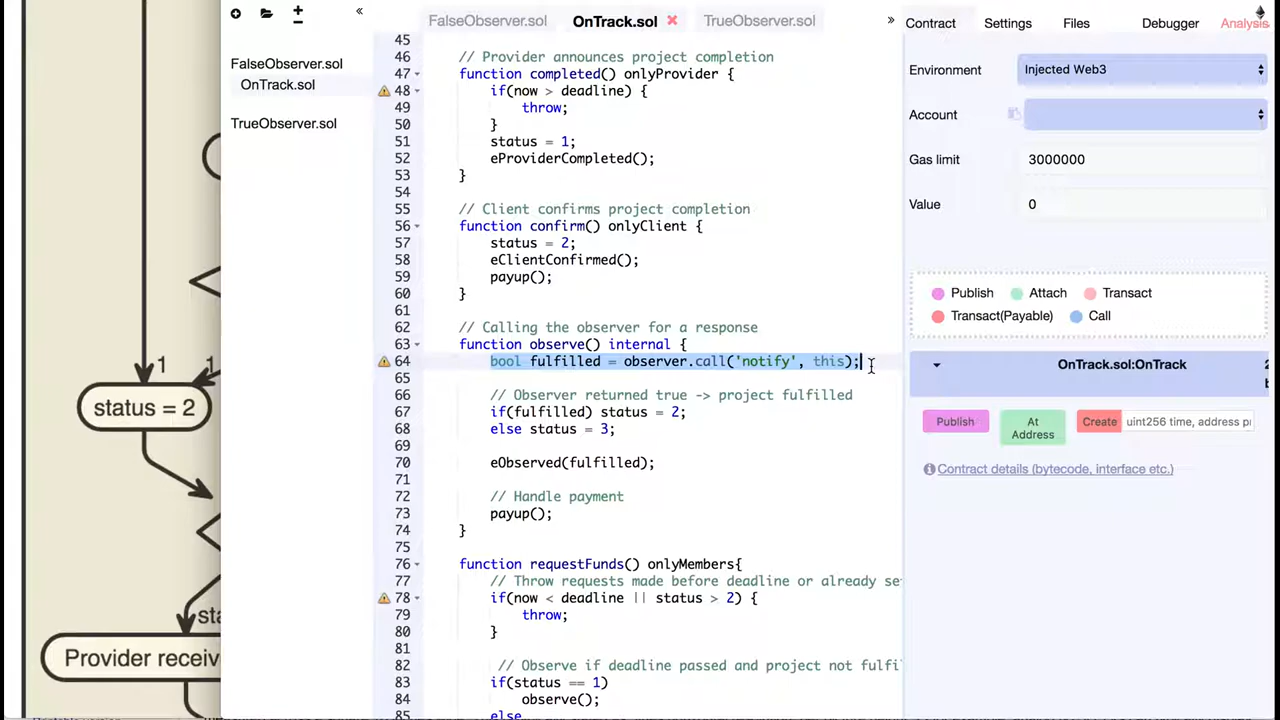 1
1
status = 2
sta
Provider receiv
«
FalseObserver.sol
OnTrack.sol
TrueObserver.sol
FalseObserver.sol
OnTrack.sol
TrueObserver.sol
»
45
46 // Provider announces project completion
47 function completed() onlyProvider {
48 if(now > deadline) {
49 throw;
50 }
51 status = 1;
52 eProviderCompleted();
53 }
54
55 // Client confirms project completion
56 function confirm() onlyClient {
57 status = 2;
58 eClientConfirmed();
59 payup();
60 }
61
62 // Calling the observer for a response
63 function observe() internal {
64 bool fulfilled = observer.call('notify', this);
65
66 // Observer returned true -> project fulfilled
67 if(fulfilled) status = 2;
68 else status = 3;
69
70 eObserved(fulfilled);
71
72 // Handle payment
73 payup();
74 }
75
76 function requestFunds() onlyMembers{
77 // Throw requests made before deadline or already se
78 if(now < deadline || status > 2) {
79 throw;
80 }
81
82 // Observe if deadline passed and project not fulfi
83 if(status == 1)
84 observe();
85 else
Contract Settings Files Debugger Analysis
Environment Injected Web3
Account
Gas limit 3000000
Value 0
Publish Attach Transact
Transact(Payable) Call
OnTrack.sol:OnTrack
2
Publish At Address Create uint256 time, address pr
Contract details (bytecode, interface etc.)